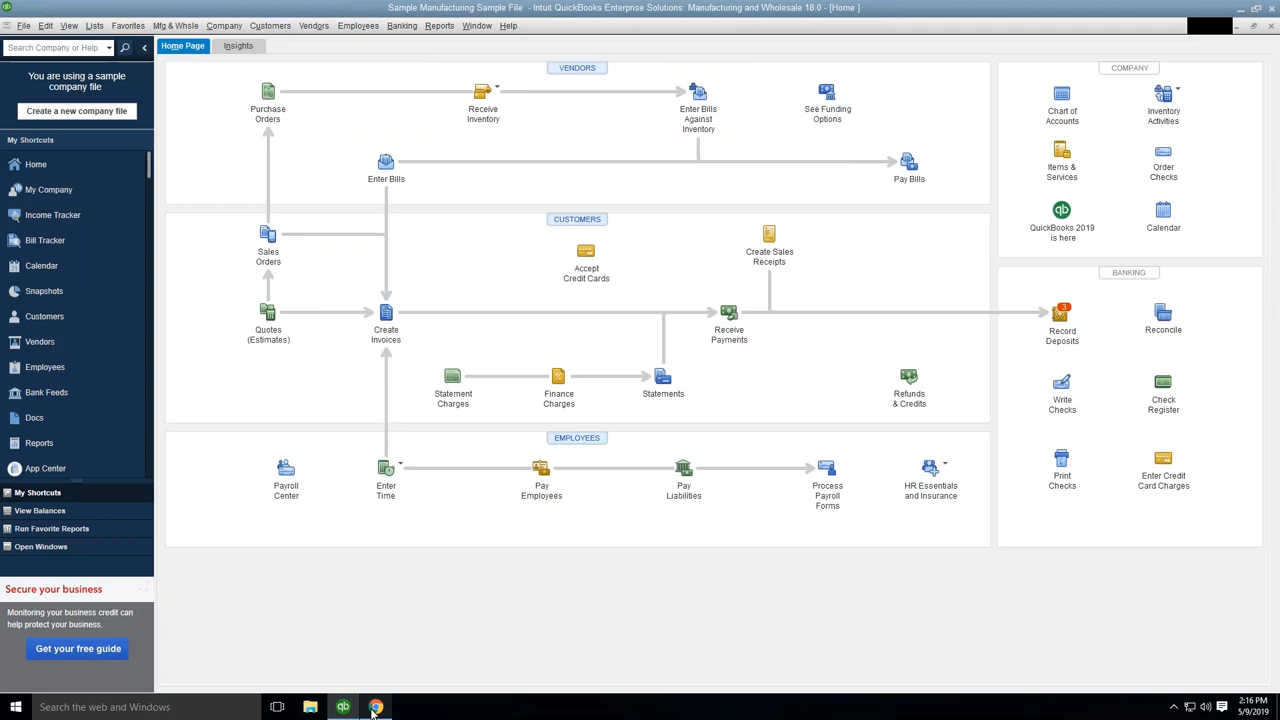 Sample Manufacturing Sample File - Intuit QuickBooks Enterprise Solutions: Manufacturing and Wholesale 18.0 - [Home ]
File Edit View Lists Favorites Mfg & Whsle Company Customers Vendors Employees Banking Reports Window Help
Search Company or Help
Home Page Insights
You are using a sample
company file
Create a new company file
My Shortcuts
Home
My Company
Income Tracker
Bill Tracker
Calendar
Snapshots
Customers
Vendors
Employees
Bank Feeds
Docs
Reports
App Center
My Shortcuts
View Balances
Run Favorite Reports
Open Windows
Secure your business
Monitoring your business credit can
help protect your business.
Get your free guide
VENDORS
Purchase
Orders
Receive
Inventory
Enter Bills
Against
Inventory
See Funding
Options
Enter Bills
Pay Bills
CUSTOMERS
Sales
Orders
Accept
Credit Cards
Create Sales
Receipts
Quotes
(Estimates)
Create
Invoices
Receive
Payments
Statement
Charges
Finance
Charges
Statements
Refunds
& Credits
EMPLOYEES
Payroll
Center
Enter
Time
Pay
Employees
Pay
Liabilities
Process
Payroll
Forms
HR Essentials
and Insurance
COMPANY
Chart of
Accounts
Inventory
Activities
Items &
Services
Order
Checks
qb
QuickBooks 2019
is here
Calendar
BANKING
3
Record
Deposits
Reconcile
Write
Checks
Check
Register
Print
Checks
Enter Credit
Card Charges
Search the web and Windows
qb
2:16 PM
5/9/2019